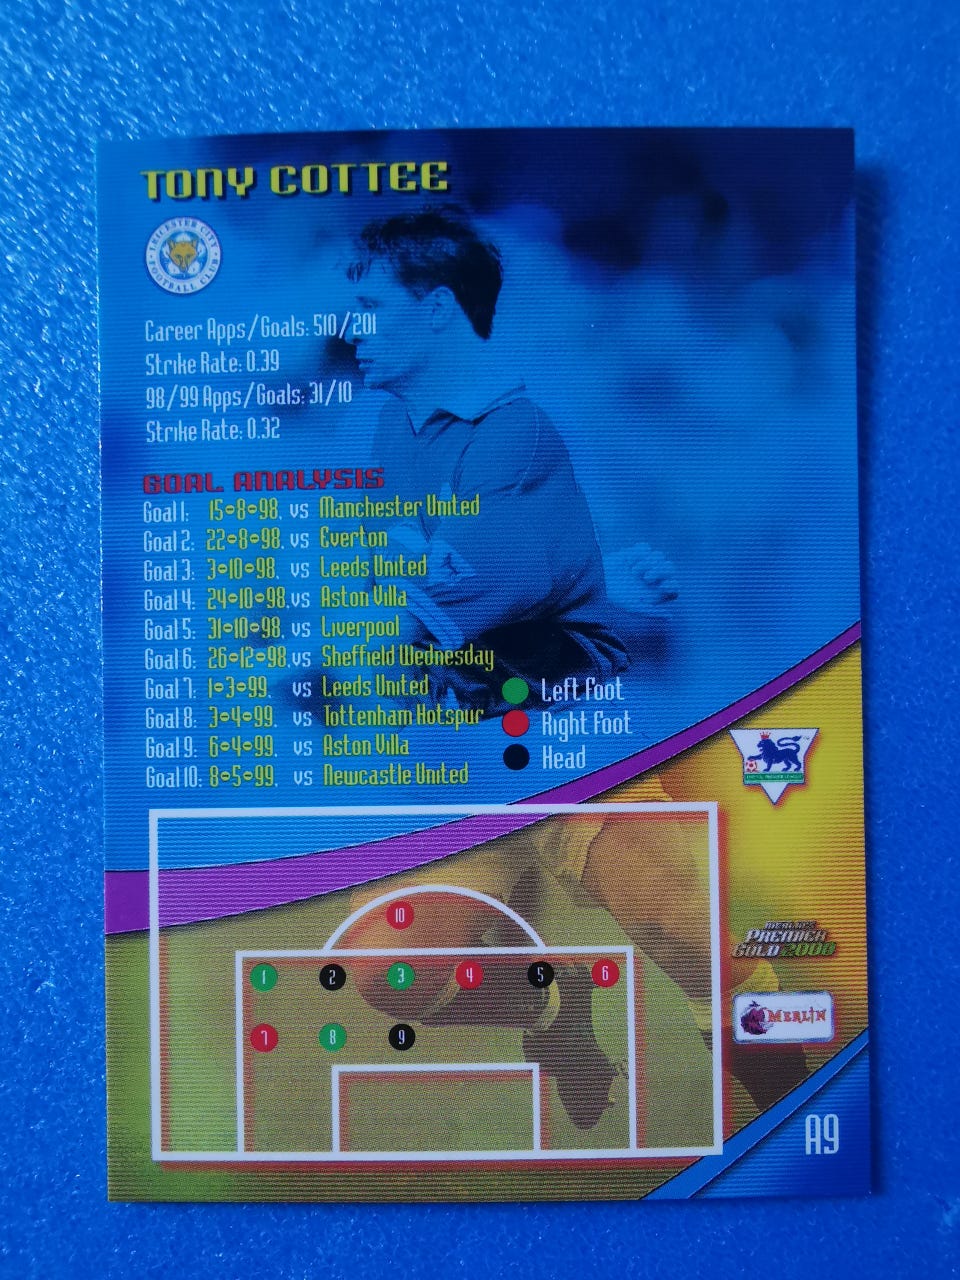 TONY COTTEE
LEICESTER CITY
FOOTBALL CLUB
Career Apps/Goals: 510/201
Strike Rate: 0.39
98/99 Apps/Goals: 31/10
Strike Rate: 0.32
GOAL ANALYSIS
Goal 1: 15-8-98, vs Manchester United
Goal 2: 22-8-98, vs Everton
Goal 3: 3-10-98, vs Leeds United
Goal 4: 24-10-98, vs Aston Villa
Goal 5: 31-10-98, vs Liverpool
Goal 6: 26-12-98, vs Sheffield Wednesday
Goal 7: 1-3-99, vs Leeds United
Goal 8: 3-4-99, vs Tottenham Hotspur
Goal 9: 6-4-99, vs Aston Villa
Goal 10: 8-5-99, vs Newcastle United
Left Foot
Right Foot
Head
10
1 2 3 4 5 6
7 8 9
MERLIN'S
PREMIER
GOLD 2000
MERLIN
A9